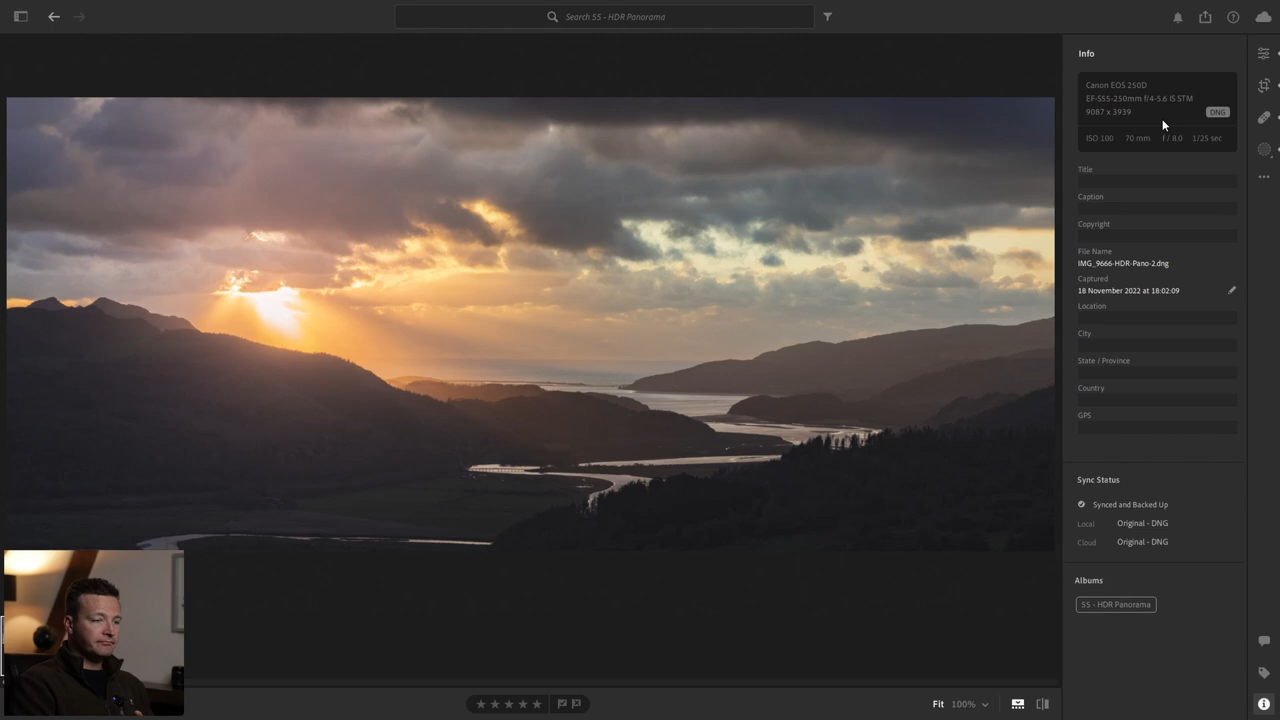 Search 55 - HDR Panorama
Info
Canon EOS 250D
EF-S55-250mm f/4-5.6 IS STM
9087 x 3939
DNG
ISO 100 70 mm f / 8.0 1/25 sec
Title
Caption
Copyright
File Name
IMG_9666-HDR-Pano-2.dng
Captured
18 November 2022 at 18:02:09
Location
City
State / Province
Country
GPS
Sync Status
Synced and Backed Up
Local Original - DNG
Cloud Original - DNG
Albums
55 - HDR Panorama
Fit 100%